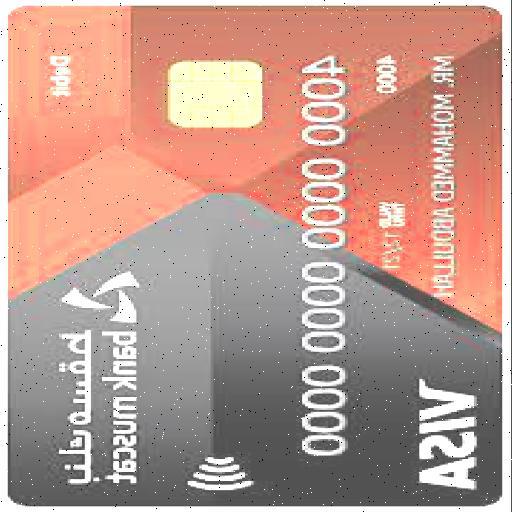 Debit
بنك مسقط
bank muscat
4000 0000 0000 0000
4000
12/21
MR. MOHAMMED ABDULLAH
VISA